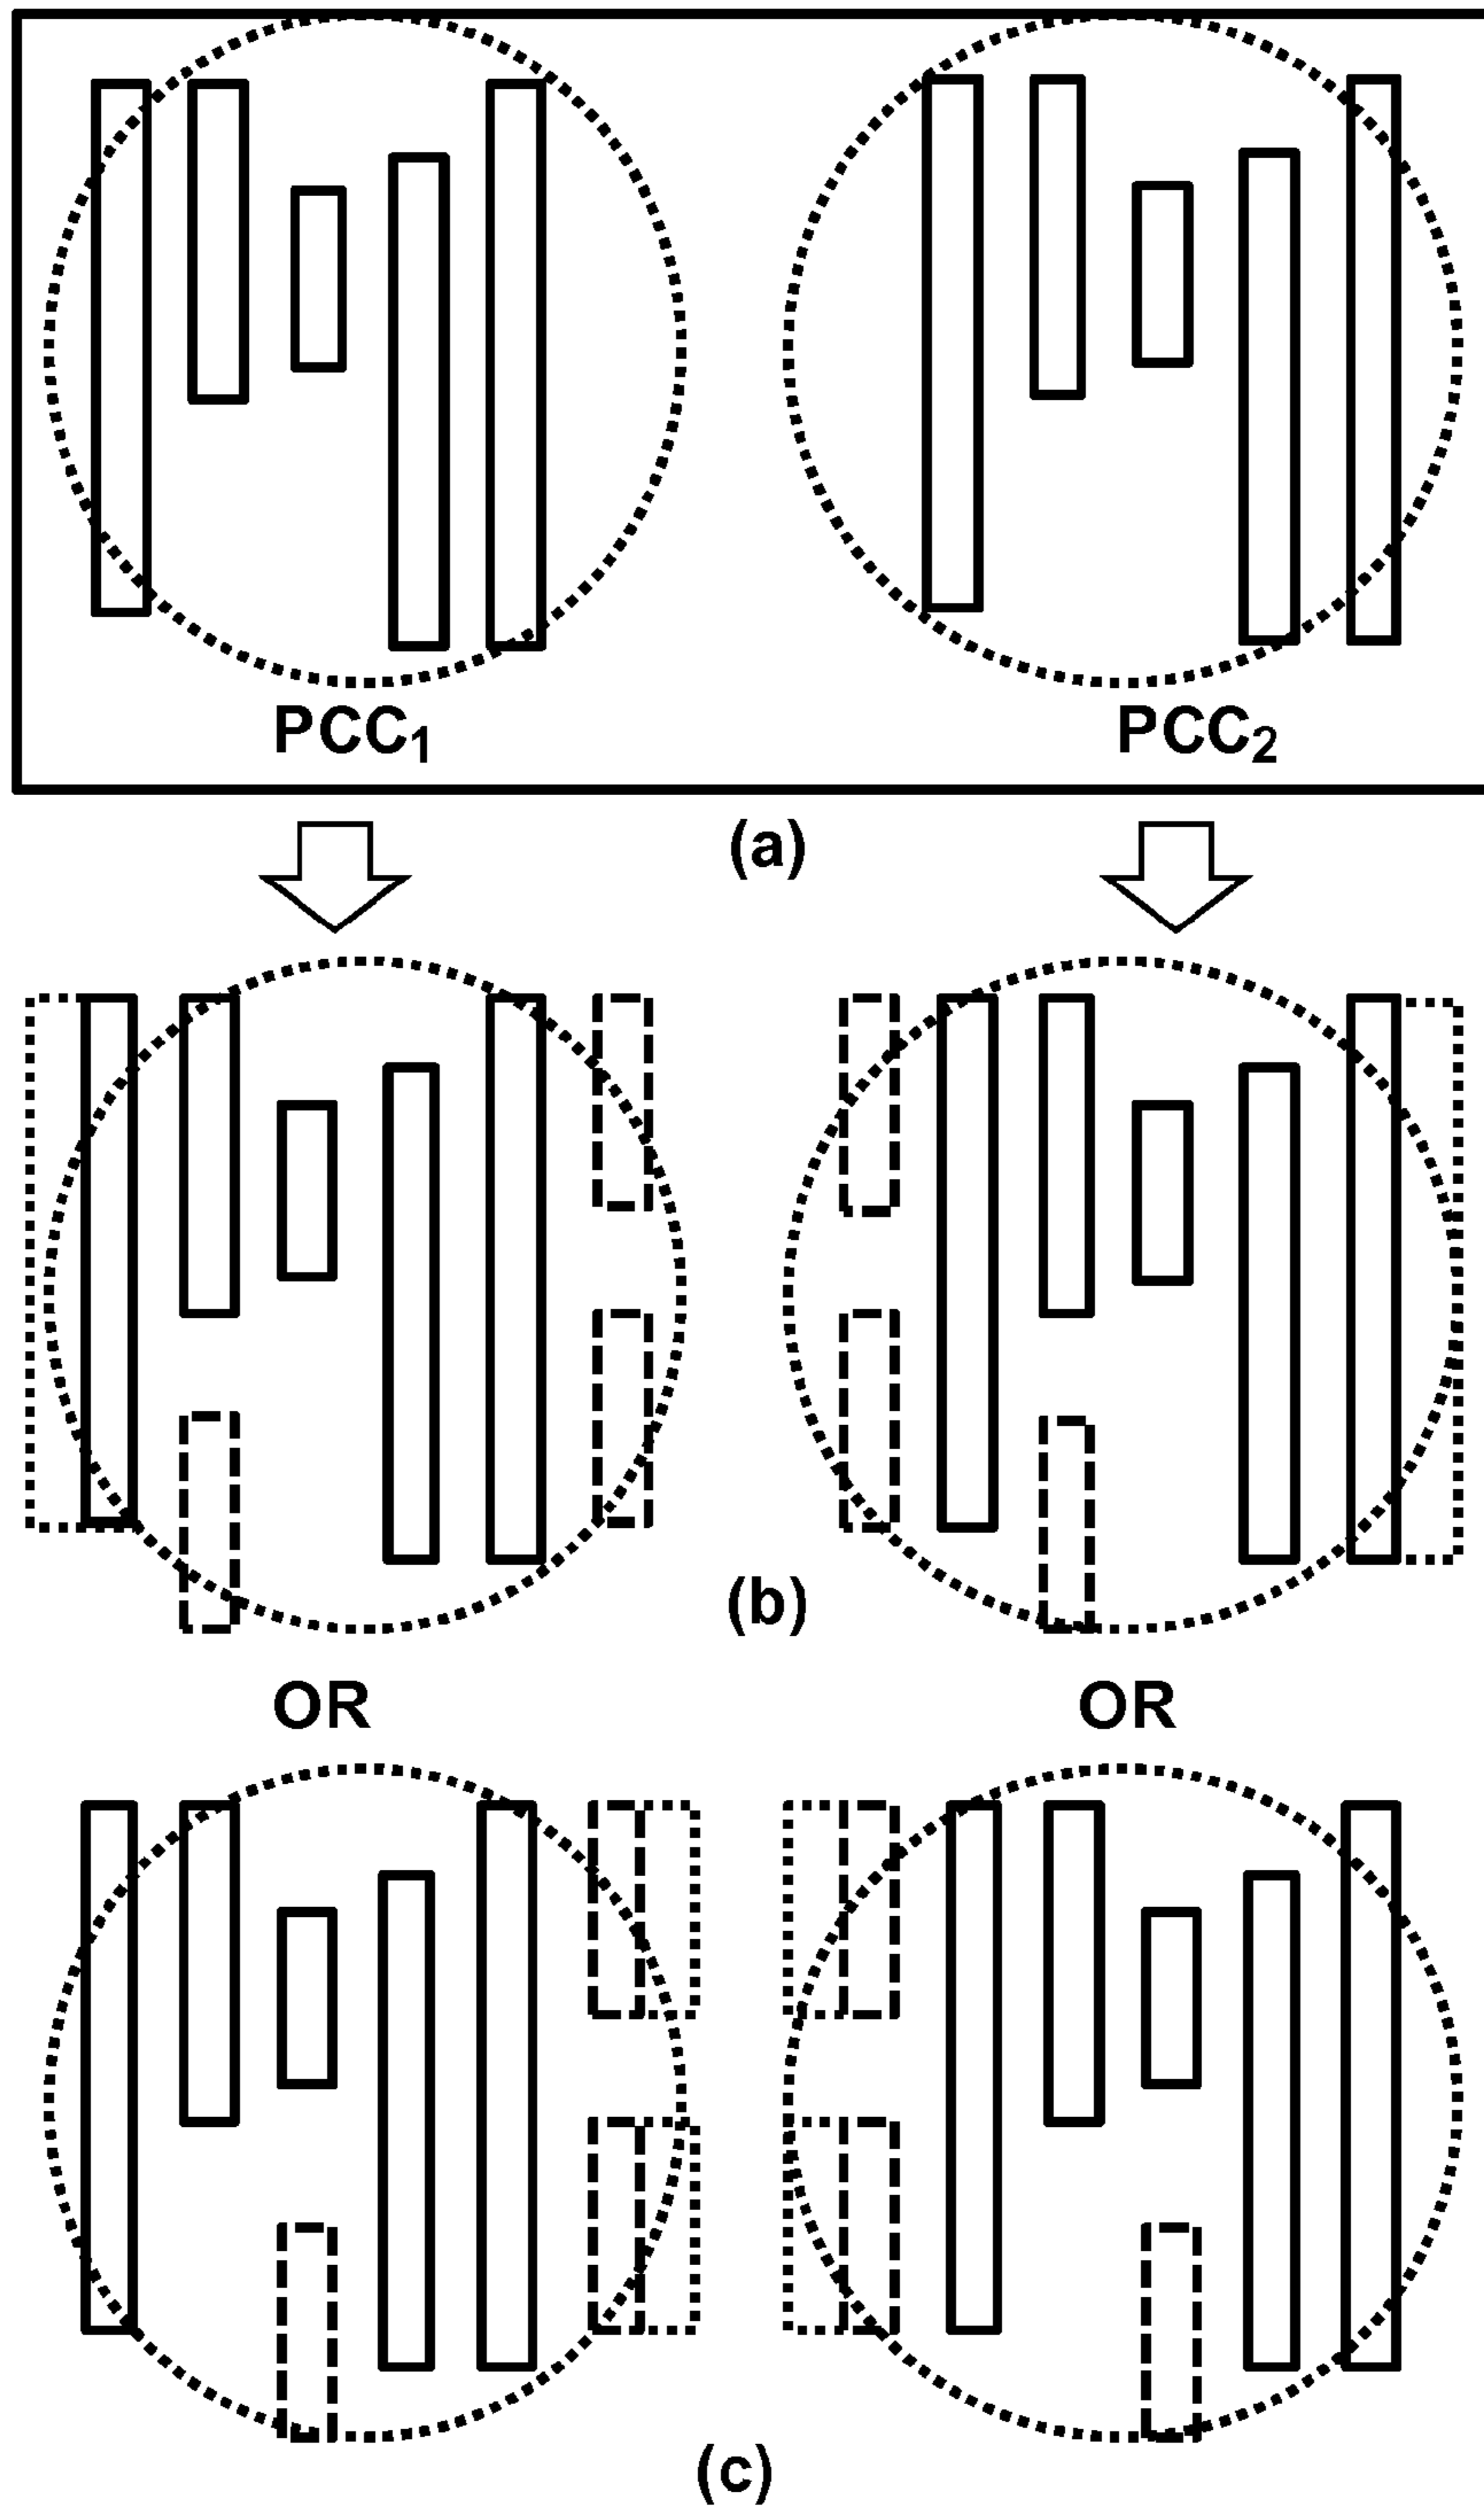 PCC₁ PCC₂
(a)
(b)
OR OR
(c)